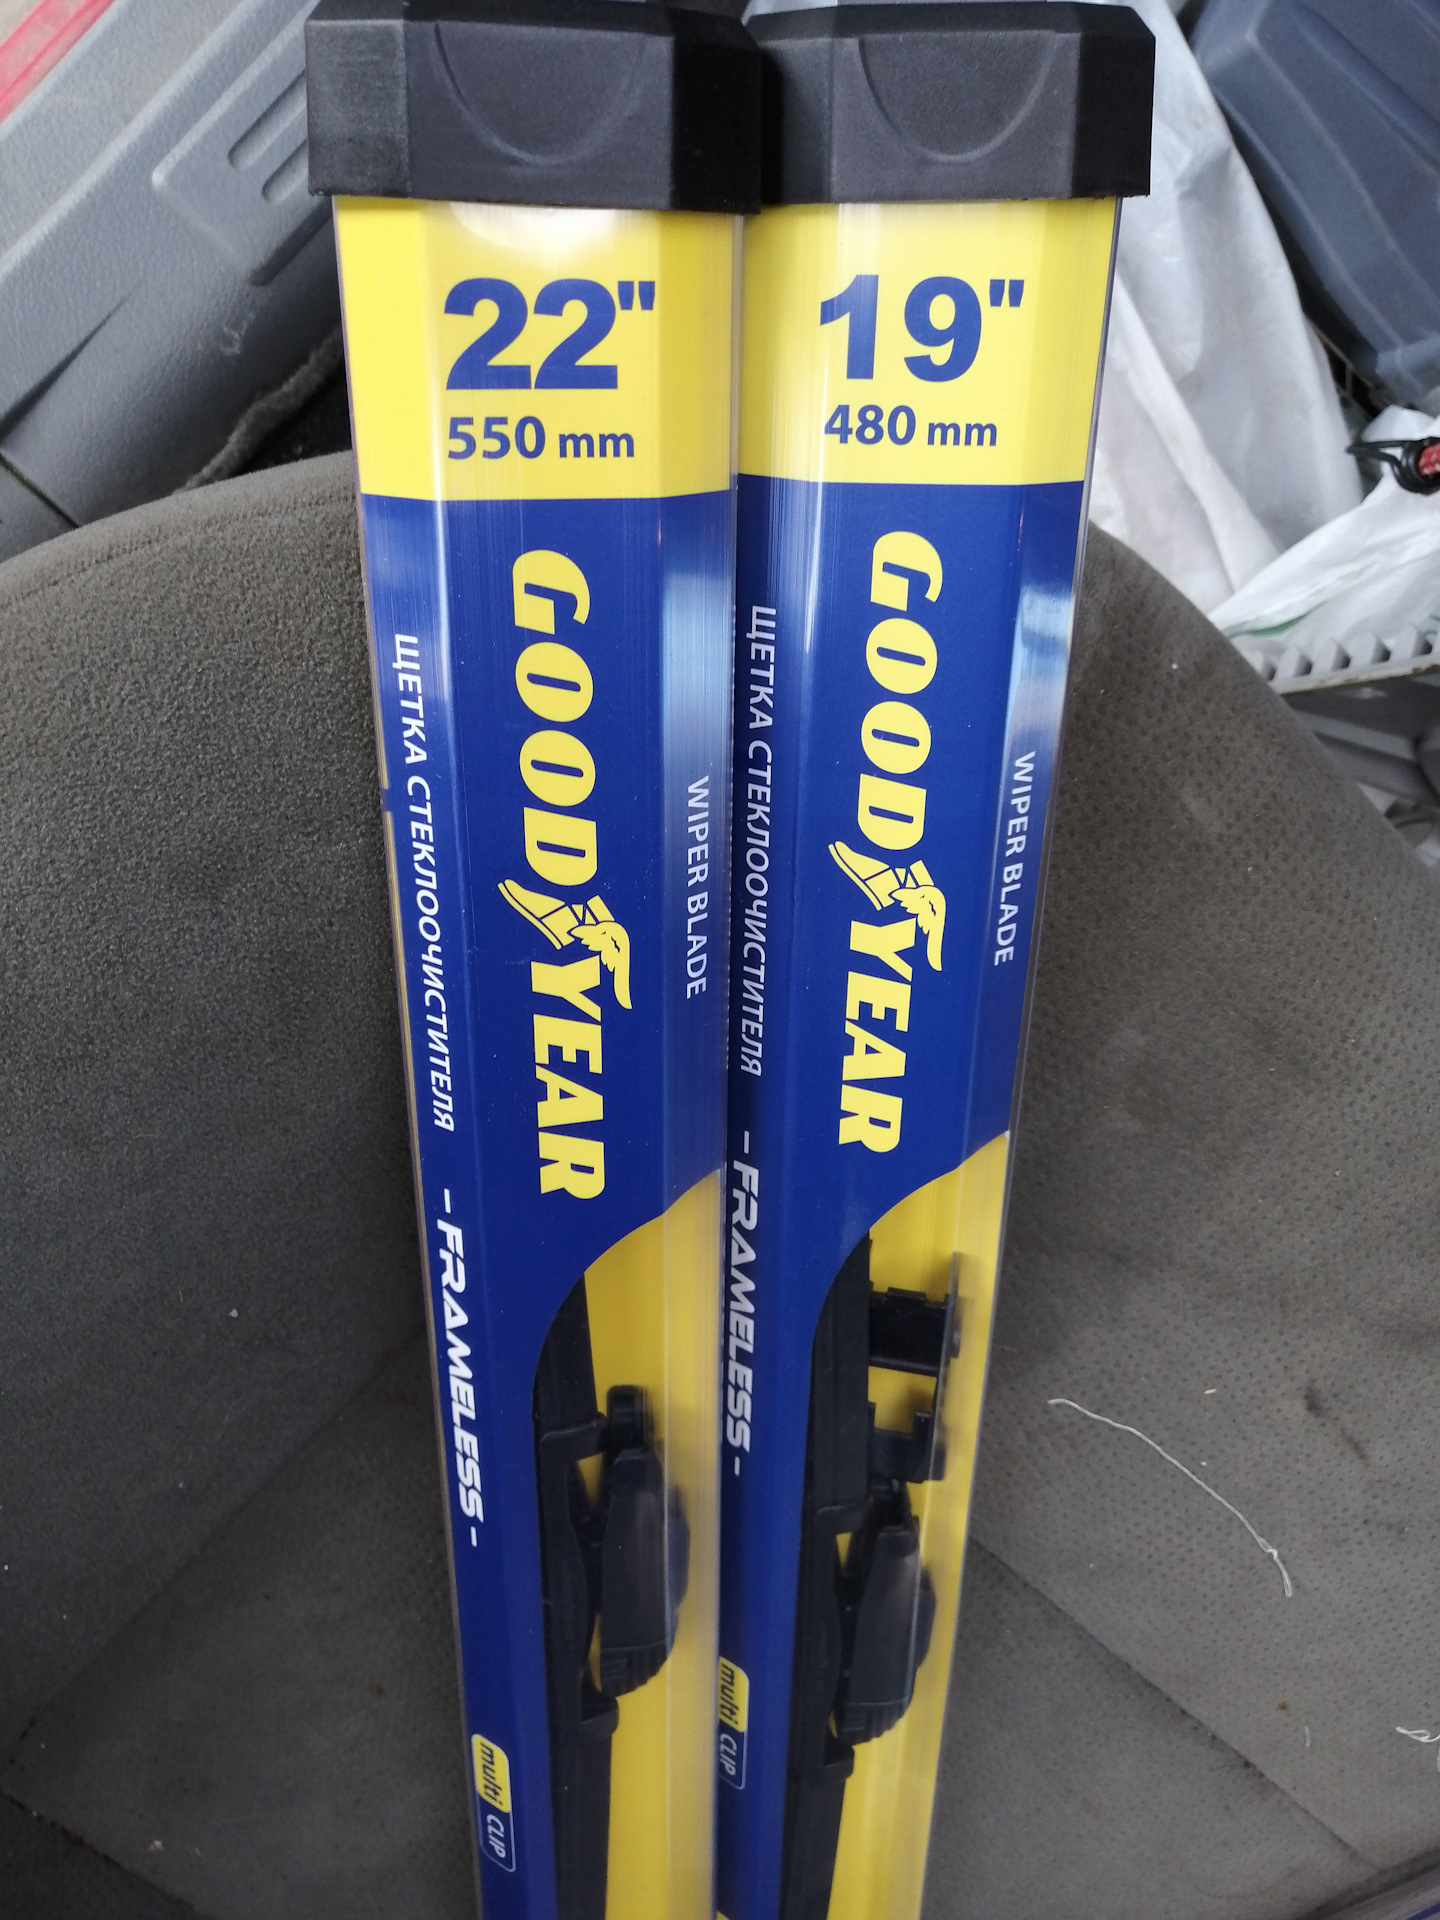 22"
550 mm
GOODYEAR
WIPER BLADE
ЩЕТКА СТЕКЛООЧИСТИТЕЛЯ
- FRAMELESS -
multi CLIP
19"
480 mm
GOODYEAR
WIPER BLADE
ЩЕТКА СТЕКЛООЧИСТИТЕЛЯ
- FRAMELESS -
multi CLIP